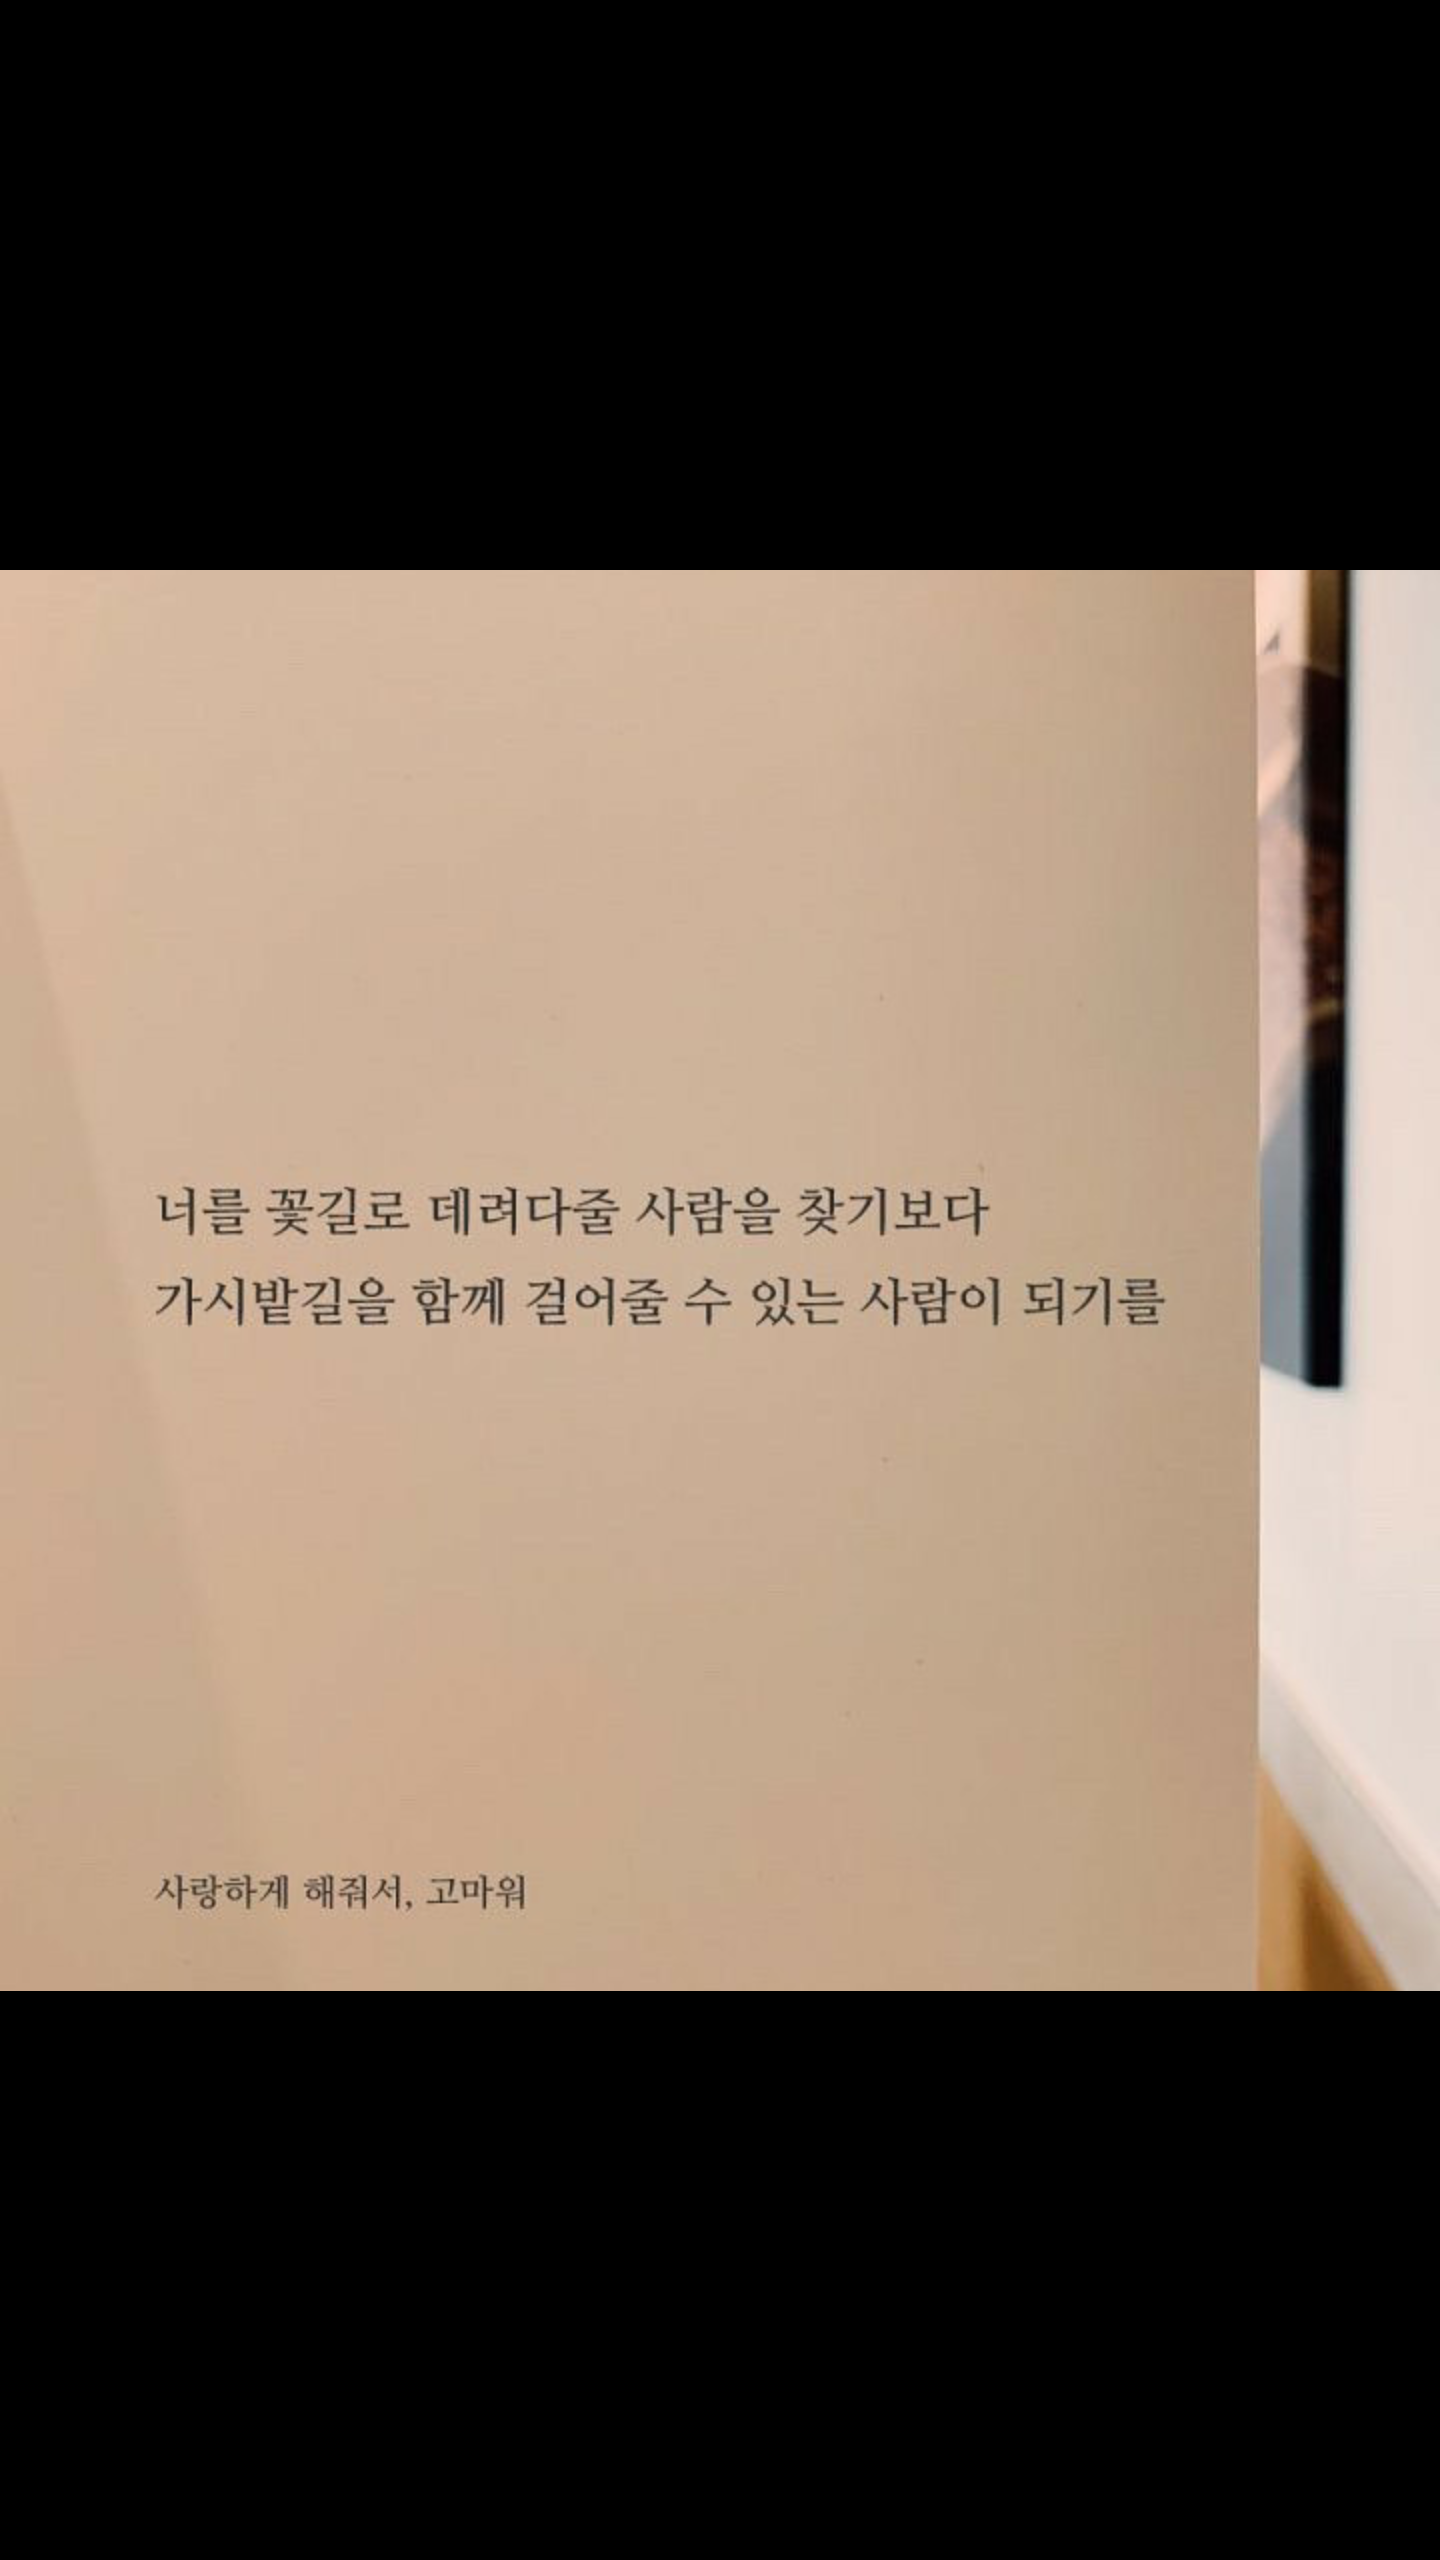 너를 꽃길로 데려다줄 사람을 찾기보다
가시밭길을 함께 걸어줄 수 있는 사람이 되기를
사랑하게 해줘서, 고마워